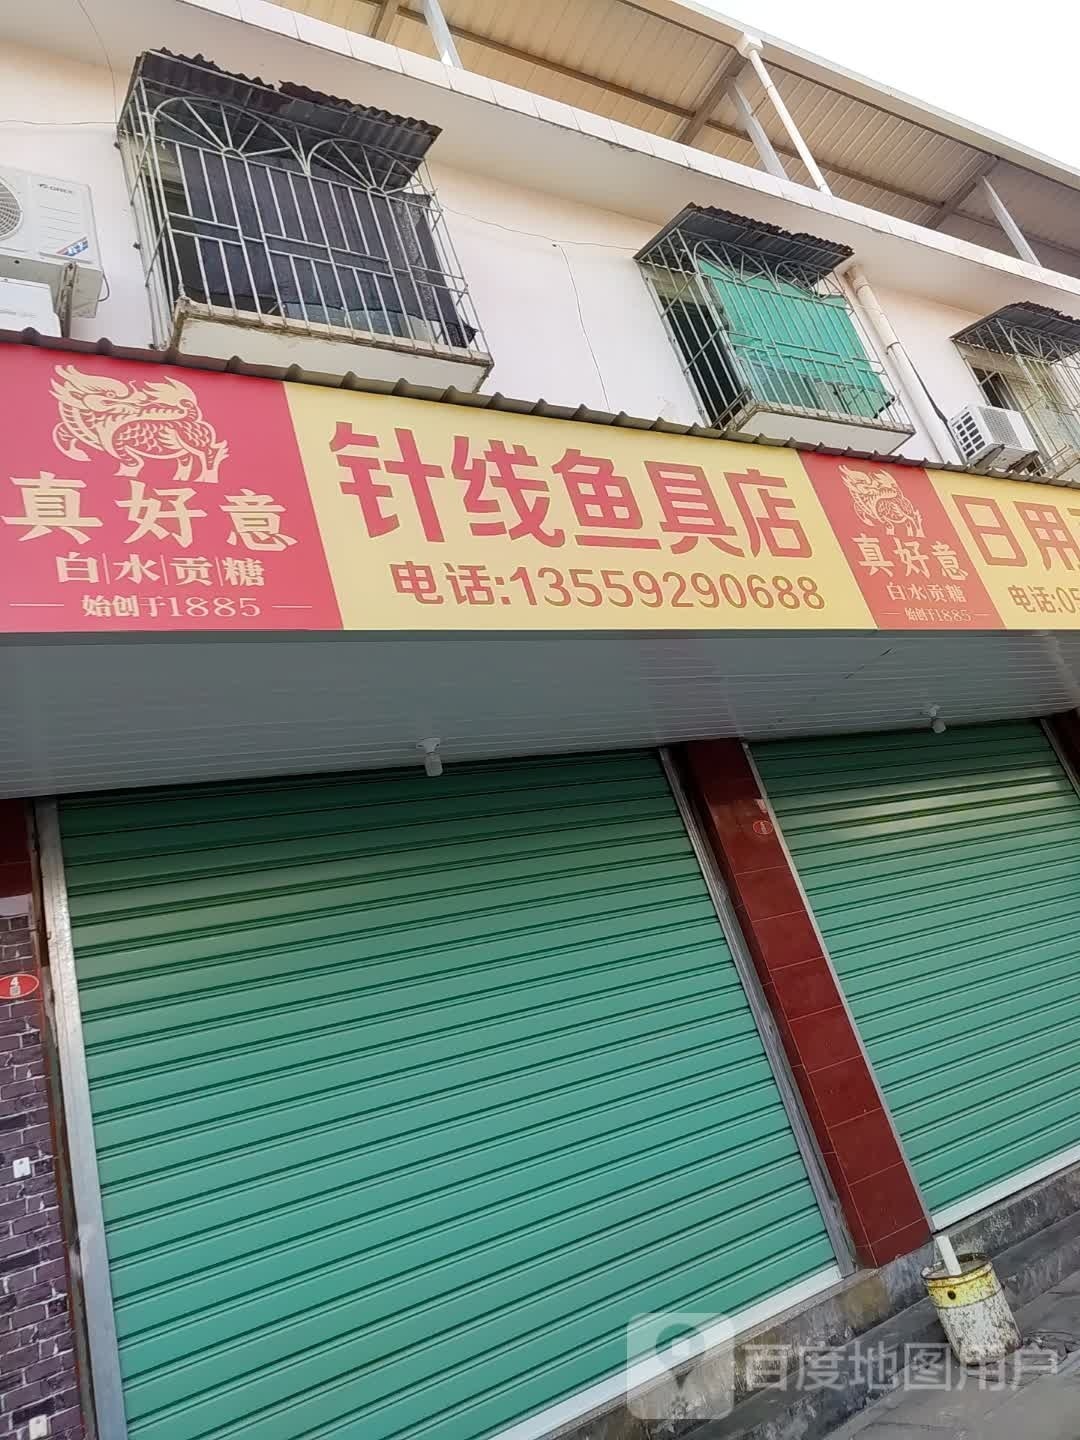 GREE
真好意
白|水|贡|糖
始创于1885
针线鱼具店
电话:13559290688
真好意
白|水|贡|糖
始创于1885
日用
电话:05
4
百度地图用户